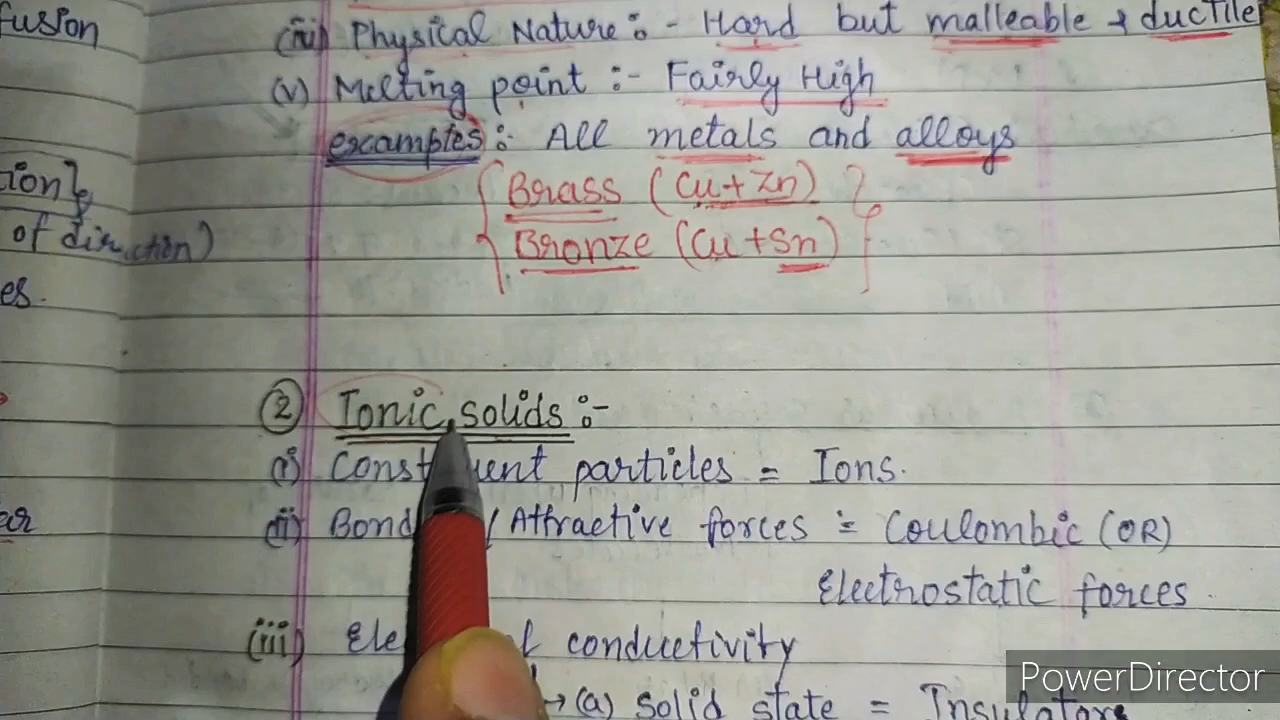 fusion
(iv) Physical Nature :- Hard but malleable & ductile
(v) Melting point :- Fairly High
examples :- All metals and alloys
{ Brass (Cu+Zn) }
{ Bronze (Cu+Sn) }
of direction)
es.
② Ionic solids :-
(i) particles = Ions.
(ii) Bond / Attractive forces = Coulombic (OR)
Electrostatic forces.
(iii) conductivity
→ (a) solid state = Insulators
PowerDirector